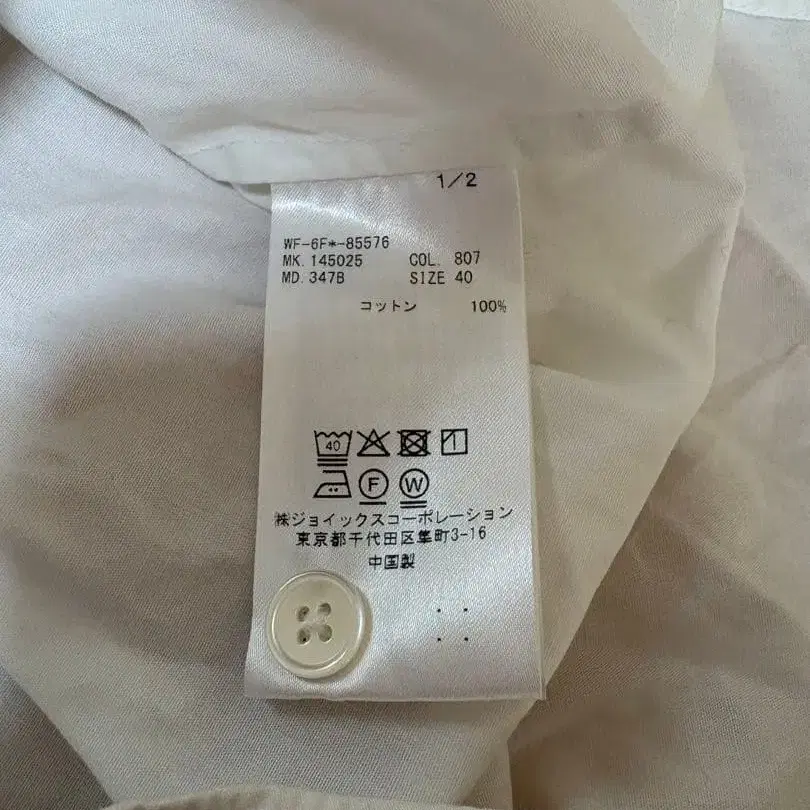 1/2
WF-6F*-85576
MK. 145025 COL. 807
MD. 347B SIZE 40
コットン 100%
40
F W
㈱ジョイックスコーポレーション
東京都千代田区隼町3-16
中国製